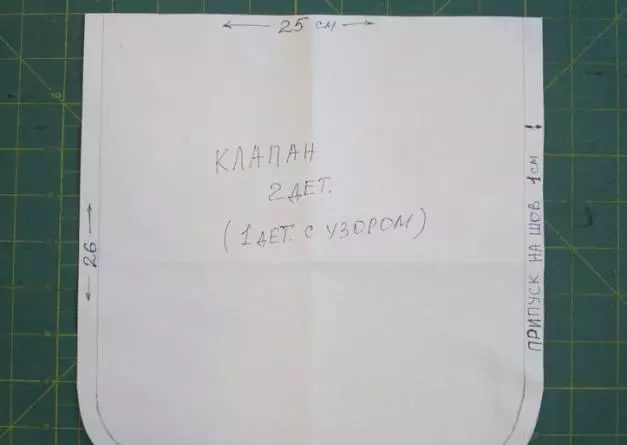 25 см
КЛАПАН
2 ДЕТ.
(1 ДЕТ. С УЗОРОМ)
26
ПРИПУСК НА ШОВ 1 см